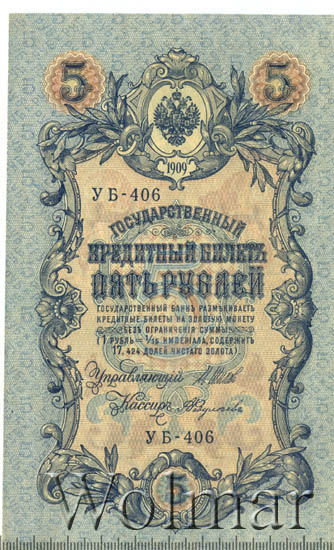 5 5
1909
УБ-406
ГОСУДАРСТВЕННЫЙ
КРЕДИТНЫЙ БИЛЕТЪ
ПЯТЬ РУБЛЕЙ
ГОСУДАРСТВЕННЫЙ БАНКЪ РАЗМѢНИВАЕТЪ
КРЕДИТНЫЕ БИЛЕТЫ НА ЗОЛОТУЮ МОНЕТУ
БЕЗЪ ОГРАНИЧЕНІЯ СУММЫ
(1 РУБЛЬ = 1/15 ИМПЕРІАЛА, СОДЕРЖИТЪ
17,424 ДОЛЕЙ ЧИСТАГО ЗОЛОТА)
Управляющій
Кассиръ
УБ-406
5
Wolmar